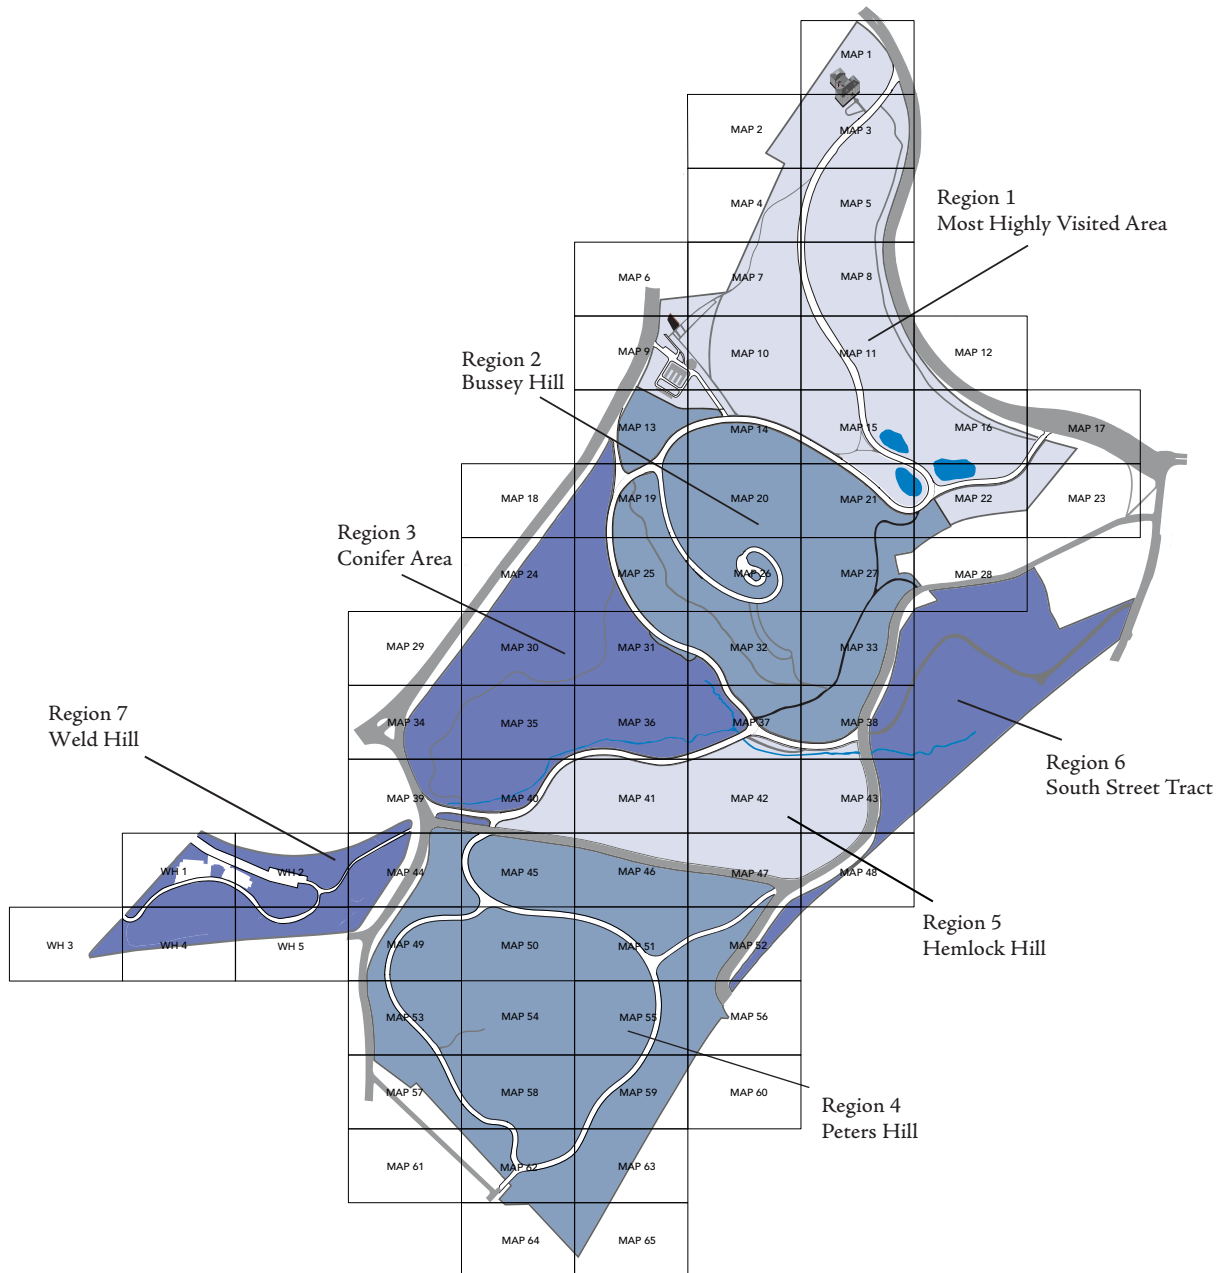 MAP 1
MAP 2
MAP 3
MAP 4
MAP 5
Region 1
Most Highly Visited Area
MAP 6
MAP 7
MAP 8
MAP 9
MAP 10
MAP 11
MAP 12
Region 2
Bussey Hill
MAP 13
MAP 14
MAP 15
MAP 16
MAP 17
MAP 18
MAP 19
MAP 20
MAP 21
MAP 22
MAP 23
Region 3
Conifer Area
MAP 24
MAP 25
MAP 26
MAP 27
MAP 28
MAP 29
MAP 30
MAP 31
MAP 32
MAP 33
Region 7
Weld Hill
MAP 34
MAP 35
MAP 36
MAP 37
MAP 38
Region 6
South Street Tract
MAP 39
MAP 40
MAP 41
MAP 42
MAP 43
WH 1
WH 2
MAP 44
MAP 45
MAP 46
MAP 47
MAP 48
Region 5
Hemlock Hill
WH 3
WH 4
WH 5
MAP 49
MAP 50
MAP 51
MAP 52
MAP 53
MAP 54
MAP 55
MAP 56
MAP 57
MAP 58
MAP 59
MAP 60
Region 4
Peters Hill
MAP 61
MAP 62
MAP 63
MAP 64
MAP 65